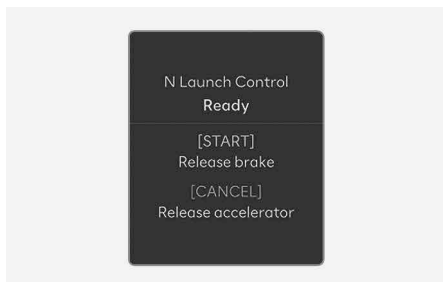 N Launch Control
Ready
[START]
Release brake
[CANCEL]
Release accelerator